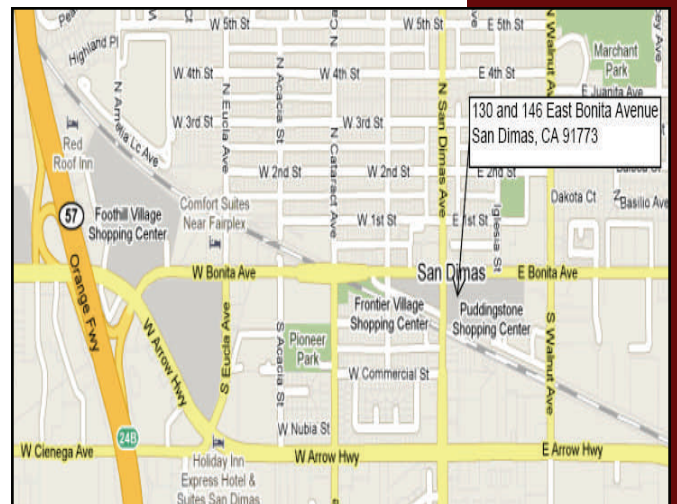 W 5th St
W 5th St
E 5th St
Highland Pl
W 4th St
W 4th St
E 4th St
Marchant
Park
E Juanita Ave
N Acacia St
N Eucla Ave
N Cataract Ave
N San Dimas Ave
N Walnut Ave
130 and 146 East Bonita Avenue
San Dimas, CA 91773
Red
Roof Inn
W 3rd St
W 3rd St
W 2nd St
W 2nd St
E 2nd St
57
Foothill Village
Shopping Center
Comfort Suites
Near Fairplex
Dakota Ct
Basilio Ave
W 1st St
E 1st St
Iglesia St
Orange Fwy
W Bonita Ave
San Dimas
E Bonita Ave
W Arrow Hwy
S Eucla Ave
S Acacia St
Pioneer
Park
Frontier Village
Shopping Center
Puddingstone
Shopping Center
S Walnut Ave
W Commercial St
W Nubia St
24B
W Cienega Ave
Holiday Inn
Express Hotel &
Suites San Dimas
W Arrow Hwy
E Arrow Hwy